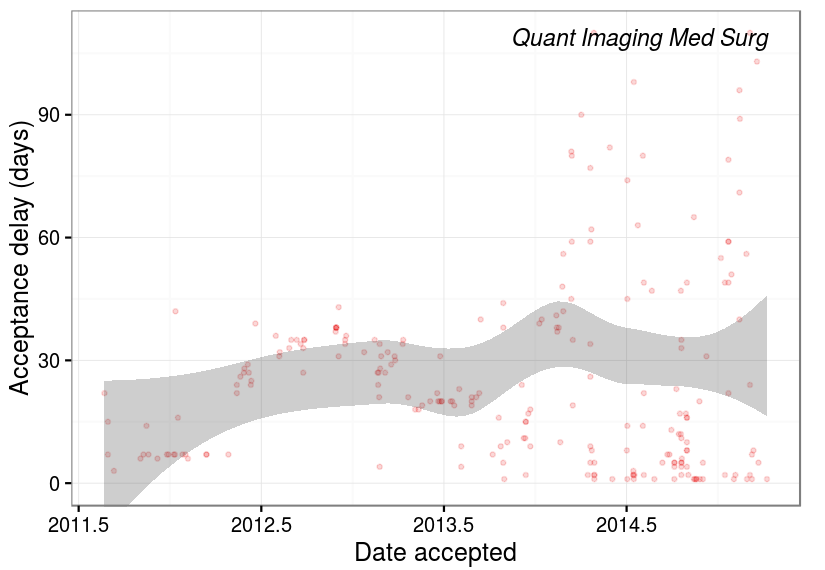 Quant Imaging Med Surg
Acceptance delay (days)
90
60
30
0
2011.5 2012.5 2013.5 2014.5
Date accepted